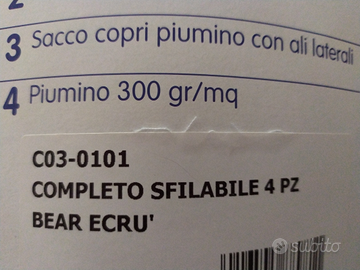 2
3 Sacco copri piumino con ali laterali
4 Piumino 300 gr/mq
C03-0101
COMPLETO SFILABILE 4 PZ
BEAR ECRU'
subito